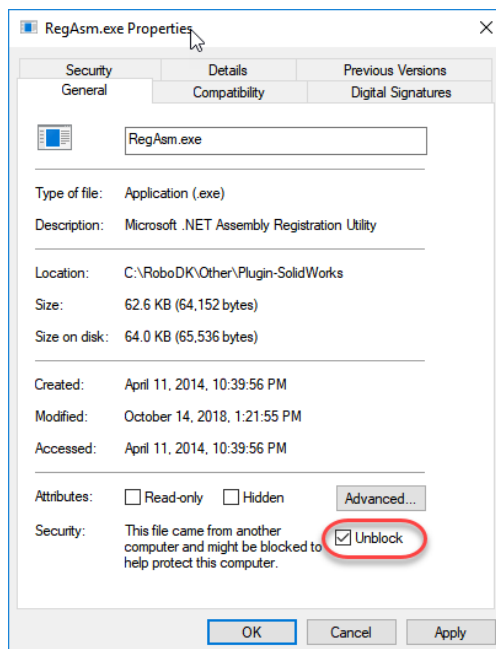 RegAsm.exe Properties
Security Details Previous Versions
General Compatibility Digital Signatures
RegAsm.exe
Type of file: Application (.exe)
Description: Microsoft .NET Assembly Registration Utility
Location: C:\RoboDK\Other\Plugin-SolidWorks
Size: 62.6 KB (64,152 bytes)
Size on disk: 64.0 KB (65,536 bytes)
Created: April 11, 2014, 10:39:56 PM
Modified: October 14, 2018, 1:21:55 PM
Accessed: April 11, 2014, 10:39:56 PM
Attributes: Read-only Hidden Advanced...
Security: This file came from another
computer and might be blocked to
help protect this computer.
Unblock
OK Cancel Apply